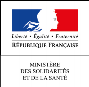 Liberté • Égalité • Fraternité
RÉPUBLIQUE FRANÇAISE
MINISTÈRE
DES SOLIDARITÉS
ET DE LA SANTÉ